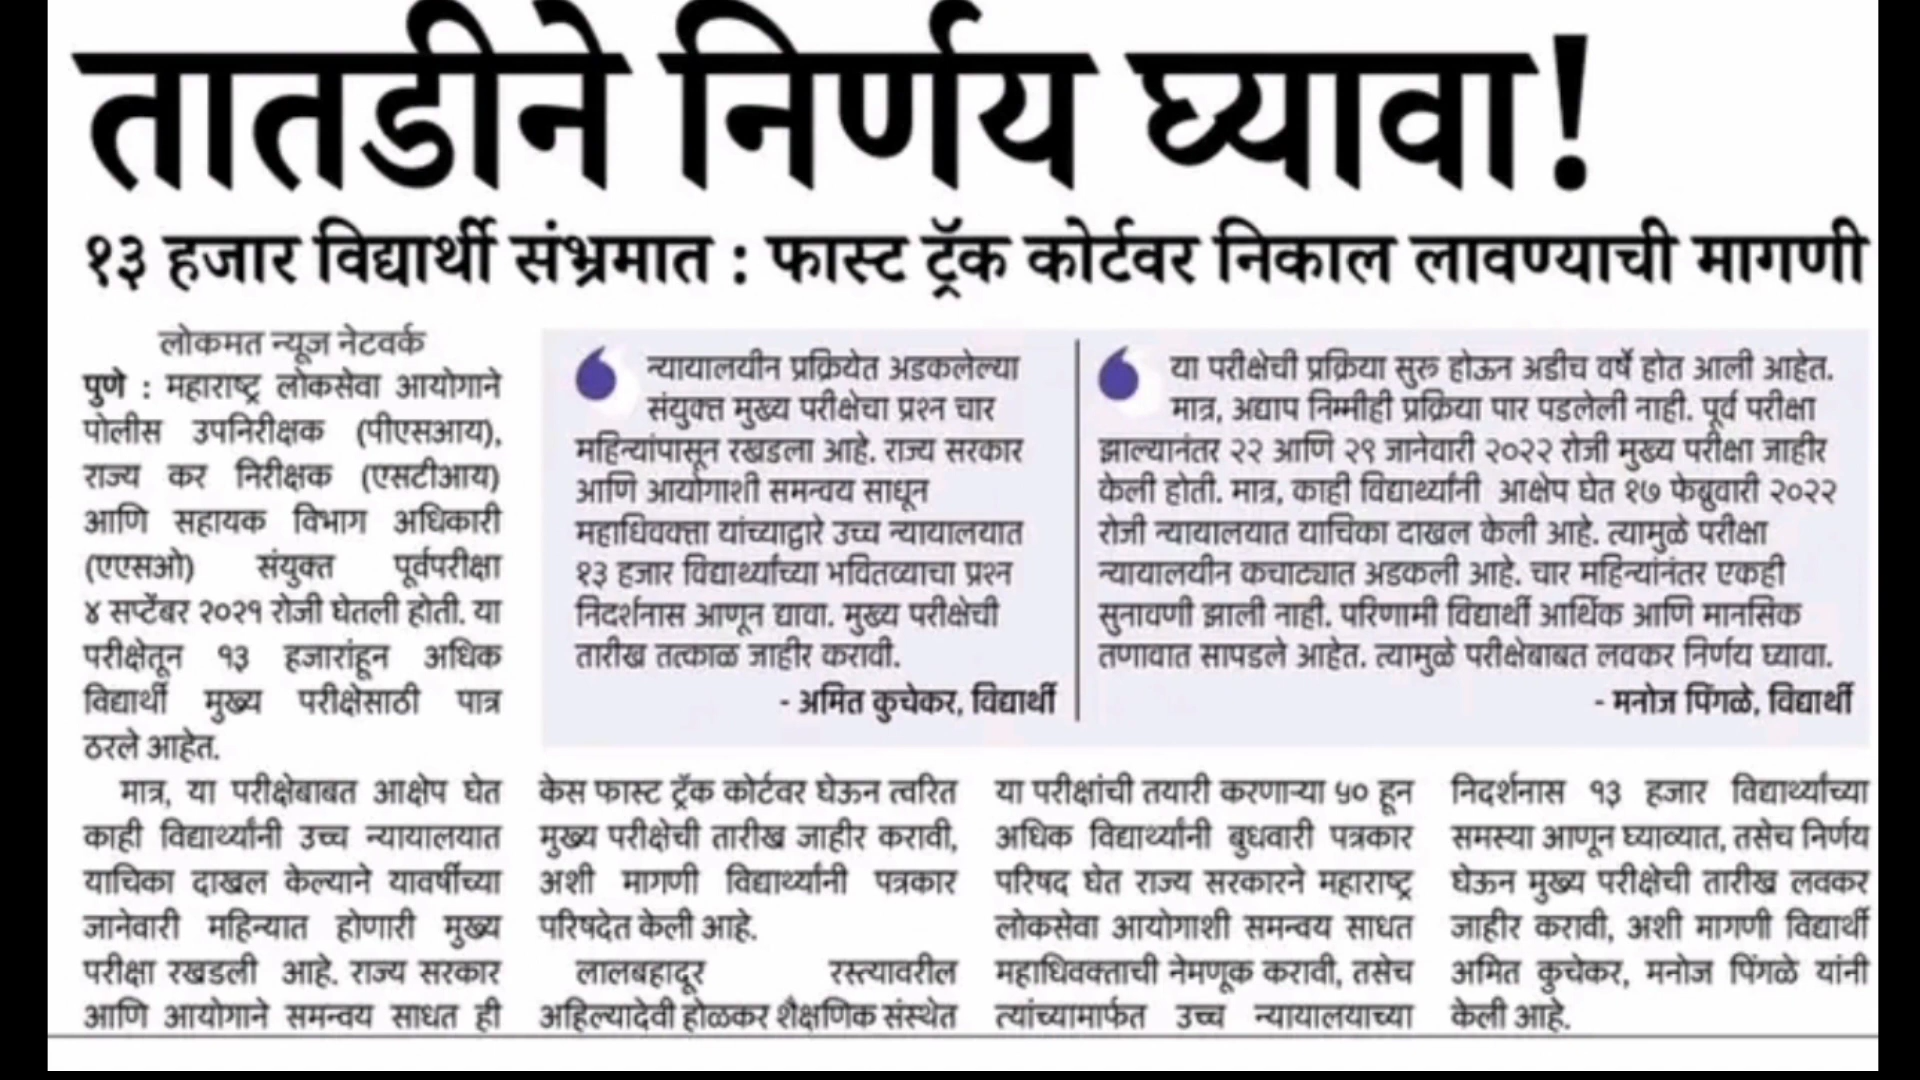 तातडीने निर्णय घ्यावा!
१३ हजार विद्यार्थी संभ्रमात : फास्ट ट्रॅक कोर्टवर निकाल लावण्याची मागणी
लोकमत न्यूज नेटवर्क
पुणे : महाराष्ट्र लोकसेवा आयोगाने
पोलीस उपनिरीक्षक (पीएसआय),
राज्य कर निरीक्षक (एसटीआय)
आणि सहायक विभाग अधिकारी
(एएसओ) संयुक्त पूर्वपरीक्षा
४ सप्टेंबर २०२१ रोजी घेतली होती. या
परीक्षेतून १३ हजारांहून अधिक
विद्यार्थी मुख्य परीक्षेसाठी पात्र
ठरले आहेत.
मात्र, या परीक्षेबाबत आक्षेप घेत
काही विद्यार्थ्यांनी उच्च न्यायालयात
याचिका दाखल केल्याने यावर्षीच्या
जानेवारी महिन्यात होणारी मुख्य
परीक्षा रखडली आहे. राज्य सरकार
आणि आयोगाने समन्वय साधत ही
न्यायालयीन प्रक्रियेत अडकलेल्या
संयुक्त मुख्य परीक्षेचा प्रश्न चार
महिन्यांपासून रखडला आहे. राज्य सरकार
आणि आयोगाशी समन्वय साधून
महाधिवक्ता यांच्याद्वारे उच्च न्यायालयात
१३ हजार विद्यार्थ्यांच्या भवितव्याचा प्रश्न
निदर्शनास आणून द्यावा. मुख्य परीक्षेची
तारीख तत्काळ जाहीर करावी.
- अमित कुचेकर, विद्यार्थी
या परीक्षेची प्रक्रिया सुरु होऊन अडीच वर्षे होत आली आहेत.
मात्र, अद्याप निम्मीही प्रक्रिया पार पडलेली नाही. पूर्व परीक्षा
झाल्यानंतर २२ आणि २९ जानेवारी २०२२ रोजी मुख्य परीक्षा जाहीर
केली होती. मात्र, काही विद्यार्थ्यांनी आक्षेप घेत १७ फेब्रुवारी २०२२
रोजी न्यायालयात याचिका दाखल केली आहे. त्यामुळे परीक्षा
न्यायालयीन कचाट्यात अडकली आहे. चार महिन्यांनंतर एकही
सुनावणी झाली नाही. परिणामी विद्यार्थी आर्थिक आणि मानसिक
तणावात सापडले आहेत. त्यामुळे परीक्षेबाबत लवकर निर्णय घ्यावा.
- मनोज पिंगळे, विद्यार्थी
केस फास्ट ट्रॅक कोर्टवर घेऊन त्वरित
मुख्य परीक्षेची तारीख जाहीर करावी,
अशी मागणी विद्यार्थ्यांनी पत्रकार
परिषदेत केली आहे.
लालबहादूर रस्त्यावरील
अहिल्यादेवी होळकर शैक्षणिक संस्थेत
या परीक्षांची तयारी करणाऱ्या ५० हून
अधिक विद्यार्थ्यांनी बुधवारी पत्रकार
परिषद घेत राज्य सरकारने महाराष्ट्र
लोकसेवा आयोगाशी समन्वय साधत
महाधिवक्ताची नेमणूक करावी, तसेच
त्यांच्यामार्फत उच्च न्यायालयाच्या
निदर्शनास १३ हजार विद्यार्थ्यांच्या
समस्या आणून घ्याव्यात, तसेच निर्णय
घेऊन मुख्य परीक्षेची तारीख लवकर
जाहीर करावी, अशी मागणी विद्यार्थी
अमित कुचेकर, मनोज पिंगळे यांनी
केली आहे.